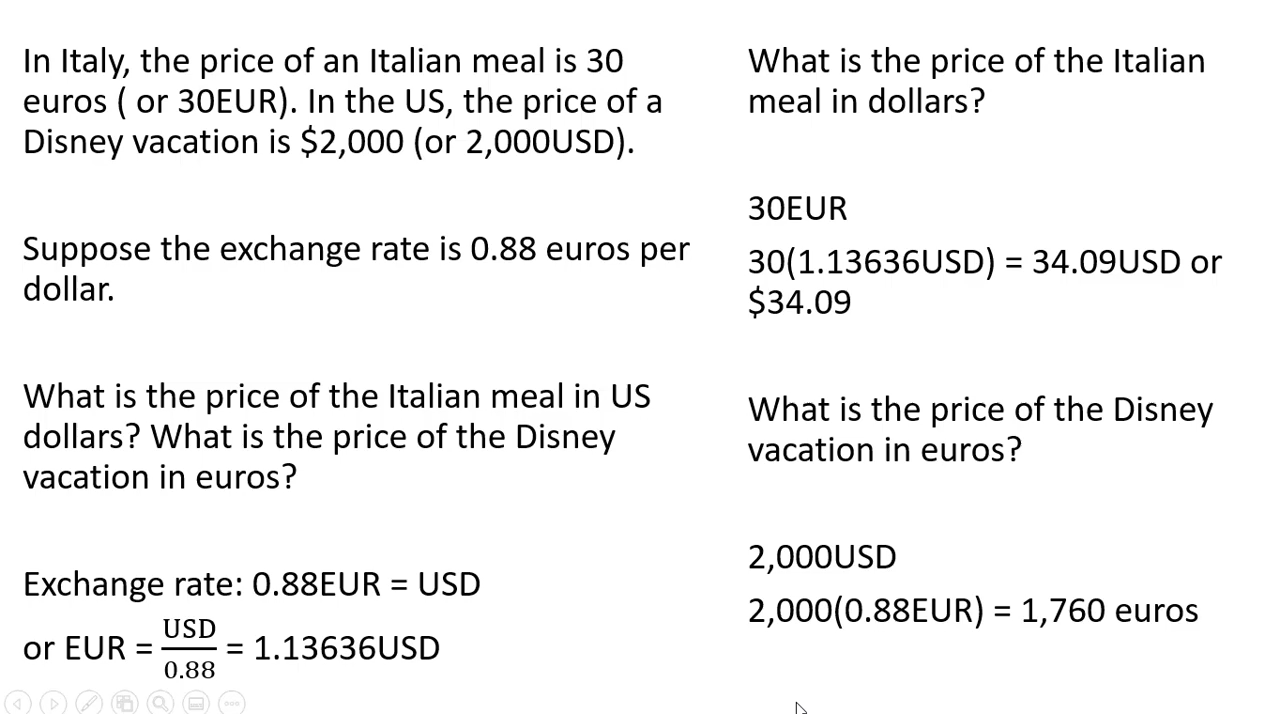 In Italy, the price of an Italian meal is 30
euros ( or 30EUR). In the US, the price of a
Disney vacation is $2,000 (or 2,000USD).
Suppose the exchange rate is 0.88 euros per
dollar.
What is the price of the Italian meal in US
dollars? What is the price of the Disney
vacation in euros?
Exchange rate: 0.88EUR = USD
or EUR = USD/0.88 = 1.13636USD
What is the price of the Italian
meal in dollars?
30EUR
30(1.13636USD) = 34.09USD or
$34.09
What is the price of the Disney
vacation in euros?
2,000USD
2,000(0.88EUR) = 1,760 euros